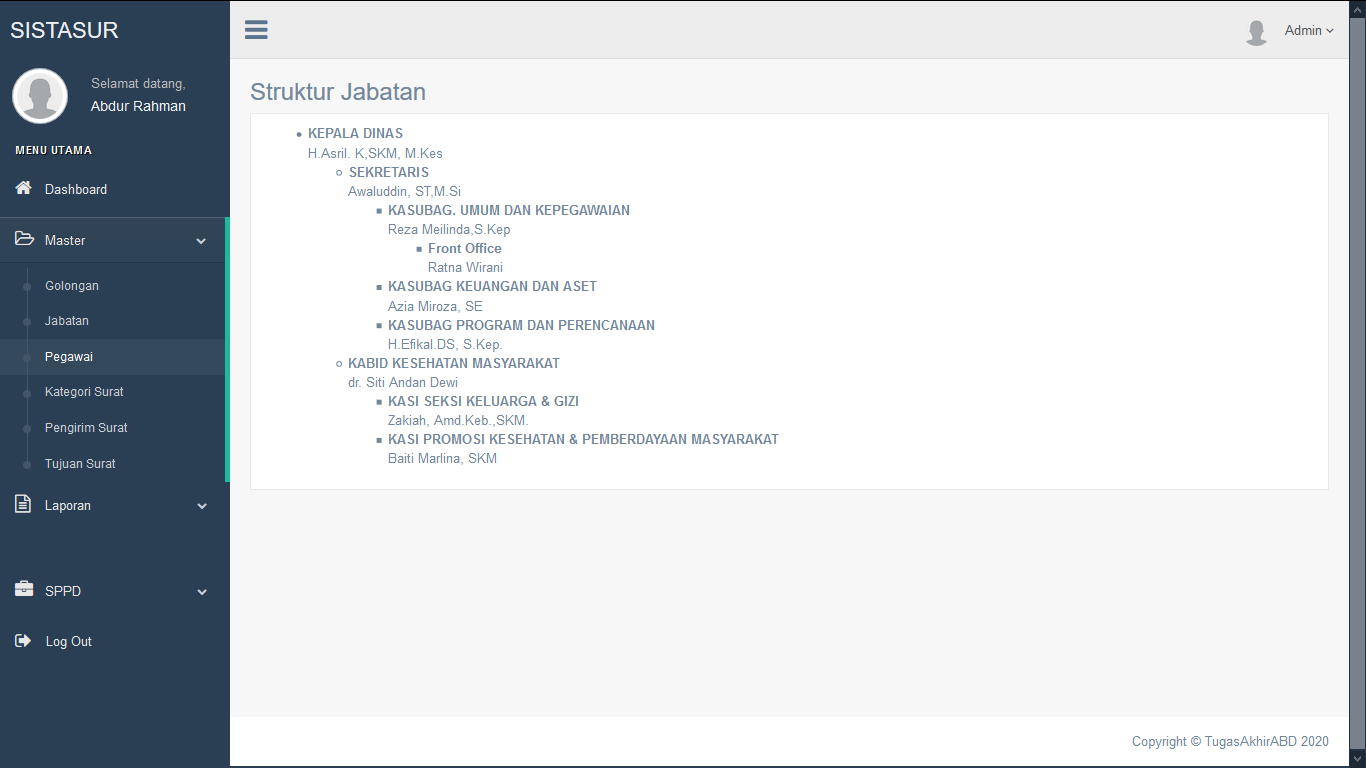 SISTASUR
Selamat datang,
Abdur Rahman
MENU UTAMA
Dashboard
Master
Golongan
Jabatan
Pegawai
Kategori Surat
Pengirim Surat
Tujuan Surat
Laporan
SPPD
Log Out
Admin
Struktur Jabatan
KEPALA DINAS
H.Asril. K,SKM, M.Kes
SEKRETARIS
Awaluddin, ST,M.Si
KASUBAG. UMUM DAN KEPEGAWAIAN
Reza Meilinda,S.Kep
Front Office
Ratna Wirani
KASUBAG KEUANGAN DAN ASET
Azia Miroza, SE
KASUBAG PROGRAM DAN PERENCANAAN
H.Efikal.DS, S.Kep.
KABID KESEHATAN MASYARAKAT
dr. Siti Andan Dewi
KASI SEKSI KELUARGA & GIZI
Zakiah, Amd.Keb.,SKM.
KASI PROMOSI KESEHATAN & PEMBERDAYAAN MASYARAKAT
Baiti Marlina, SKM
Copyright © TugasAkhirABD 2020